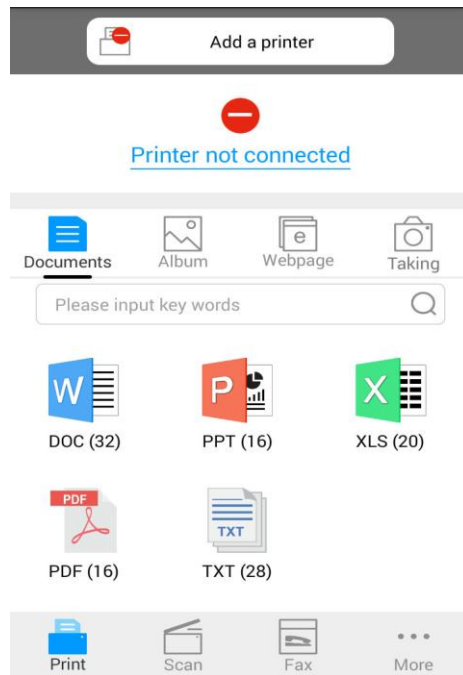 Add a printer
Printer not connected
Documents Album Webpage Taking
Please input key words
W P X
DOC (32) PPT (16) XLS (20)
PDF TXT
PDF (16) TXT (28)
Print Scan Fax More